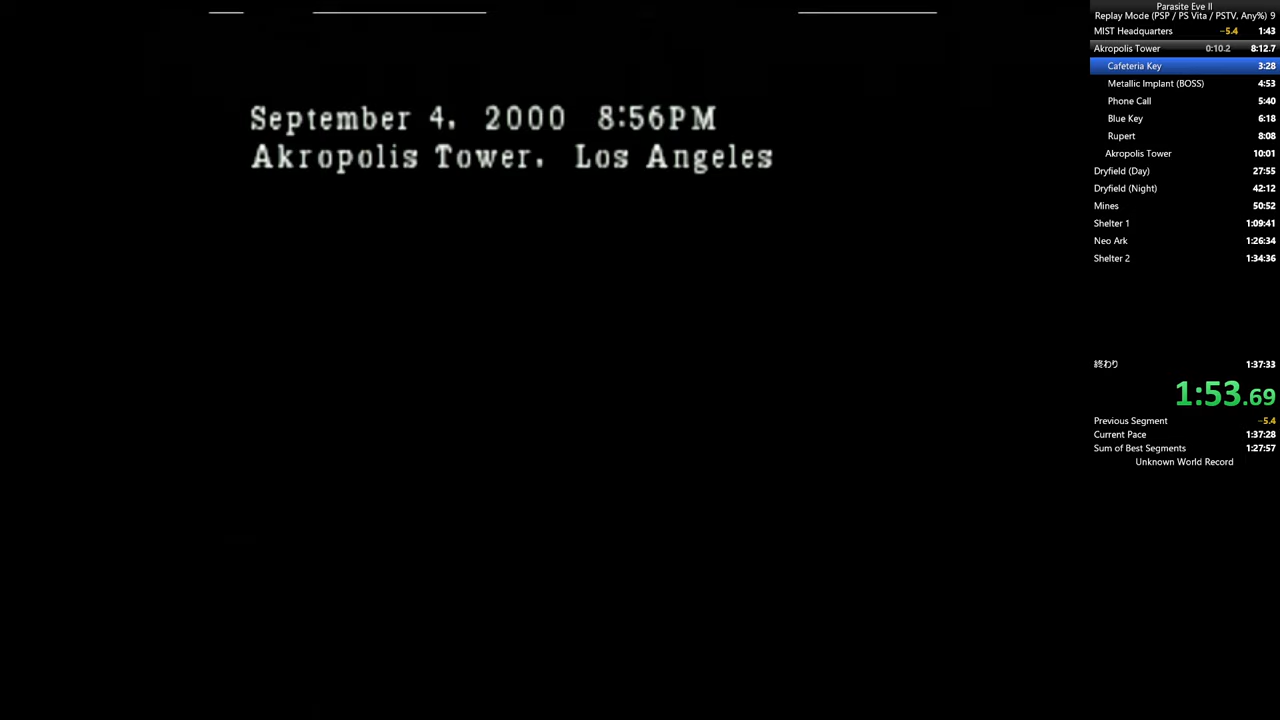 September 4, 2000 8:56PM
Akropolis Tower, Los Angeles
Parasite Eve II
Replay Mode (PSP / PS Vita / PSTV, Any%) 9
MIST Headquarters -5.4 1:43
Akropolis Tower 0:10.2 8:12.7
Cafeteria Key 3:28
Metallic Implant (BOSS) 4:53
Phone Call 5:40
Blue Key 6:18
Rupert 8:08
Akropolis Tower 10:01
Dryfield (Day) 27:55
Dryfield (Night) 42:12
Mines 50:52
Shelter 1 1:09:41
Neo Ark 1:26:34
Shelter 2 1:34:36
終わり 1:37:33
1:53.69
Previous Segment -5.4
Current Pace 1:37:28
Sum of Best Segments 1:27:57
Unknown World Record